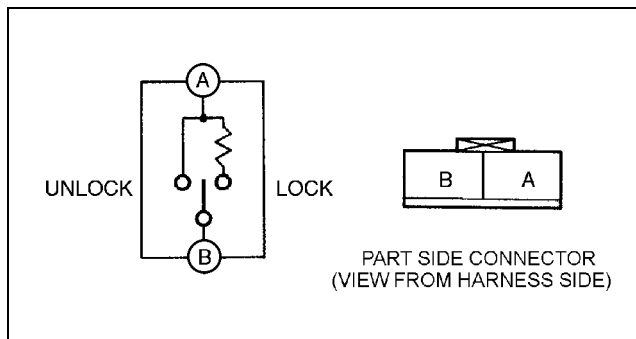 A
UNLOCK
LOCK
B
B A
PART SIDE CONNECTOR
(VIEW FROM HARNESS SIDE)